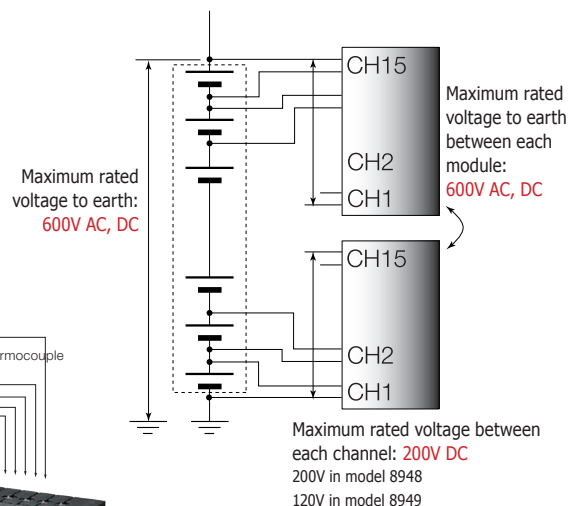 CH15
Maximum rated
voltage to earth
between each
module:
600V AC, DC
CH2
CH1
Maximum rated
voltage to earth:
600V AC, DC
CH15
CH2
CH1
Maximum rated voltage between
each channel: 200V DC
200V in model 8948
120V in model 8949